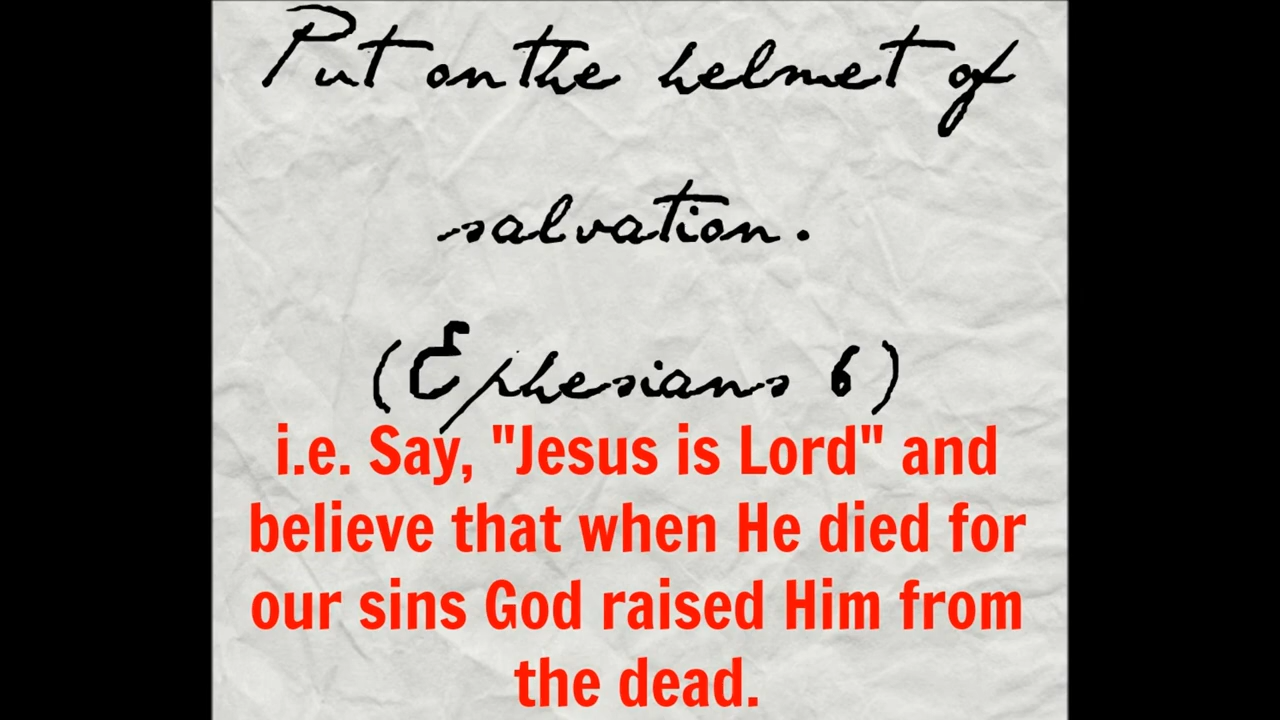 Put on the helmet of
salvation.
(Ephesians 6)
i.e. Say, "Jesus is Lord" and
believe that when He died for
our sins God raised Him from
the dead.